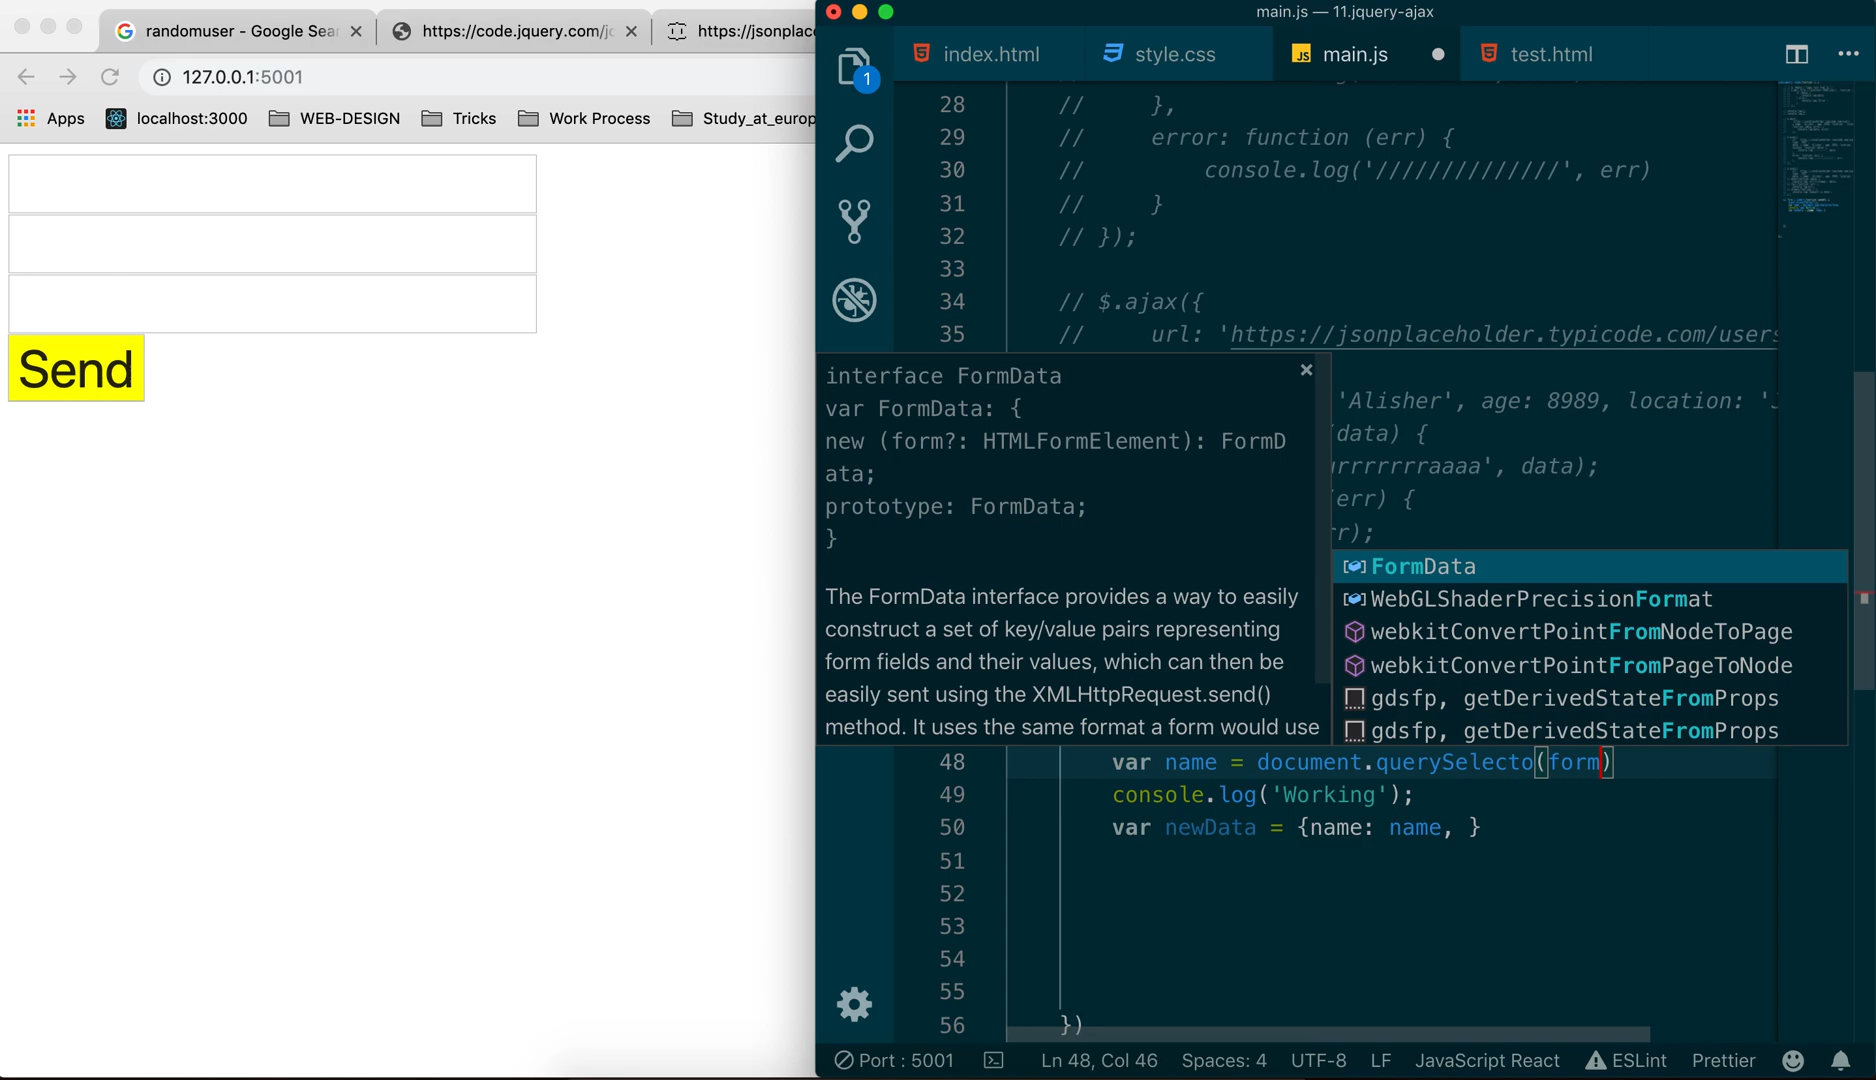 randomuser - Google Sea
https://code.jquery.com/j
https://jsonplace
127.0.0.1:5001
Apps
localhost:3000
WEB-DESIGN
Tricks
Work Process
Study_at_europ
Send
main.js — 11.jquery-ajax
1
index.html
style.css
JS main.js
test.html
28 // },
29 // error: function (err) {
30 // console.log('//////////////', err)
31 // }
32 // });
33
34 // $.ajax({
35 // url: 'https://jsonplaceholder.typicode.com/users
'Alisher', age: 8989, location: 'J
data) {
urrrrrrraaaa', data);
(err) {
rr);
interface FormData
var FormData: {
new (form?: HTMLFormElement): FormD
ata;
prototype: FormData;
}
The FormData interface provides a way to easily
construct a set of key/value pairs representing
form fields and their values, which can then be
easily sent using the XMLHttpRequest.send()
method. It uses the same format a form would use
FormData
WebGLShaderPrecisionFormat
webkitConvertPointFromNodeToPage
webkitConvertPointFromPageToNode
gdsfp, getDerivedStateFromProps
gdsfp, getDerivedStateFromProps
48 var name = document.querySelecto(form)
49 console.log('Working');
50 var newData = {name: name, }
51
52
53
54
55
56 })
Port : 5001
Ln 48, Col 46
Spaces: 4
UTF-8
LF
JavaScript React
ESLint
Prettier